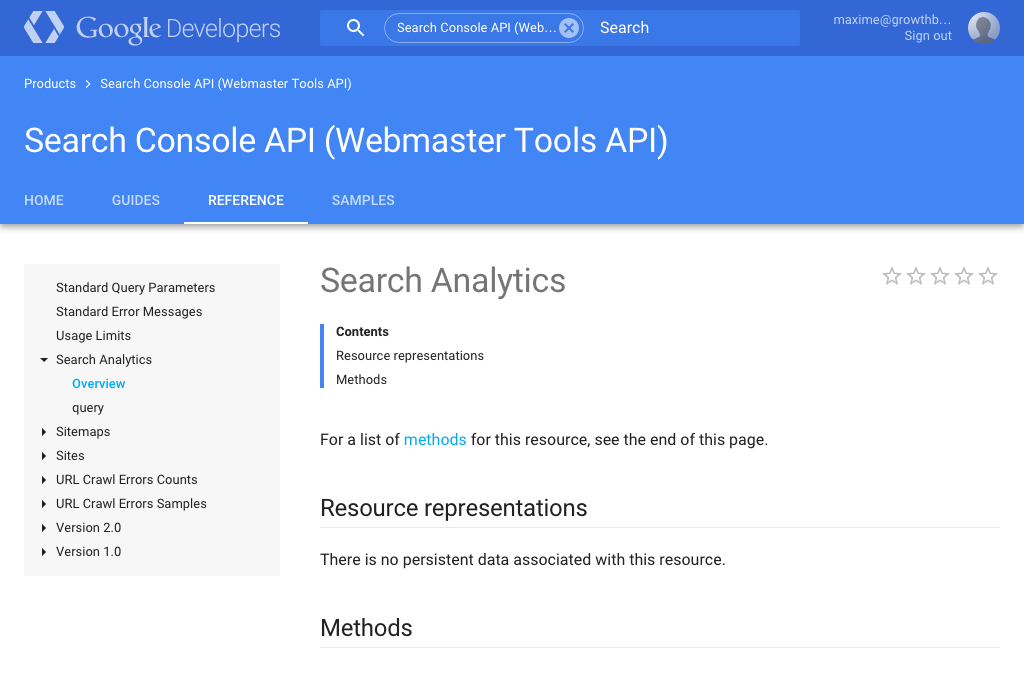 Google Developers
Search Console API (Web...
Search
maxime@growthb...
Sign out
Products
Search Console API (Webmaster Tools API)
Search Console API (Webmaster Tools API)
HOME
GUIDES
REFERENCE
SAMPLES
Standard Query Parameters
Standard Error Messages
Usage Limits
Search Analytics
Overview
query
Sitemaps
Sites
URL Crawl Errors Counts
URL Crawl Errors Samples
Version 2.0
Version 1.0
Search Analytics
Contents
Resource representations
Methods
For a list of methods for this resource, see the end of this page.
Resource representations
There is no persistent data associated with this resource.
Methods